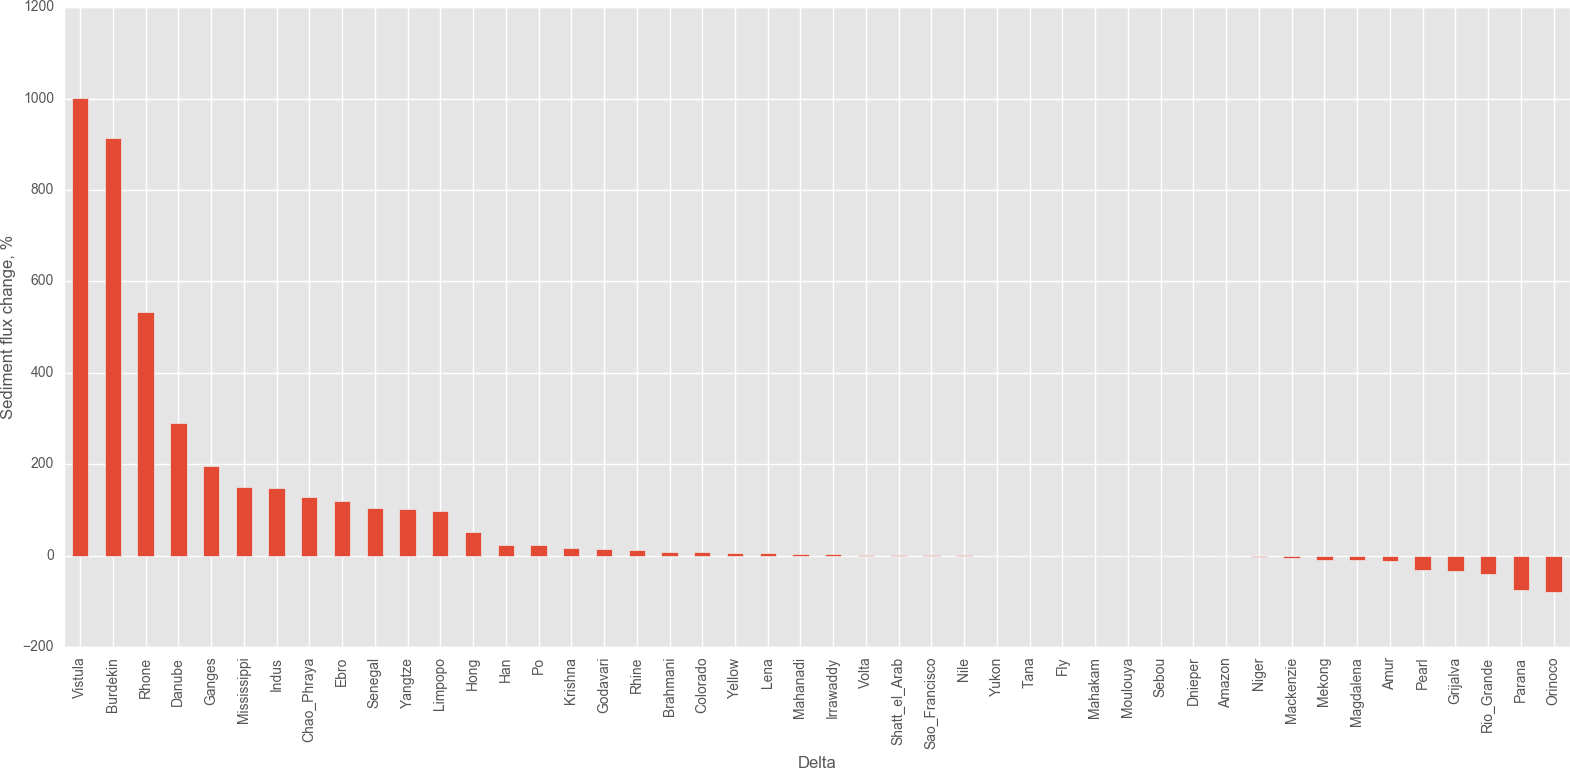 1200
1000
800
600
400
200
0
−200
Sediment flux change, %
Vistula
Burdekin
Rhone
Danube
Ganges
Mississippi
Indus
Chao_Phraya
Ebro
Senegal
Yangtze
Limpopo
Hong
Han
Po
Krishna
Godavari
Rhine
Brahmani
Colorado
Yellow
Lena
Mahanadi
Irrawaddy
Volta
Shatt_el_Arab
Sao_Francisco
Nile
Yukon
Tana
Fly
Mahakam
Moulouya
Sebou
Dnieper
Amazon
Niger
Mackenzie
Mekong
Magdalena
Amur
Pearl
Grijalva
Rio_Grande
Parana
Orinoco
Delta